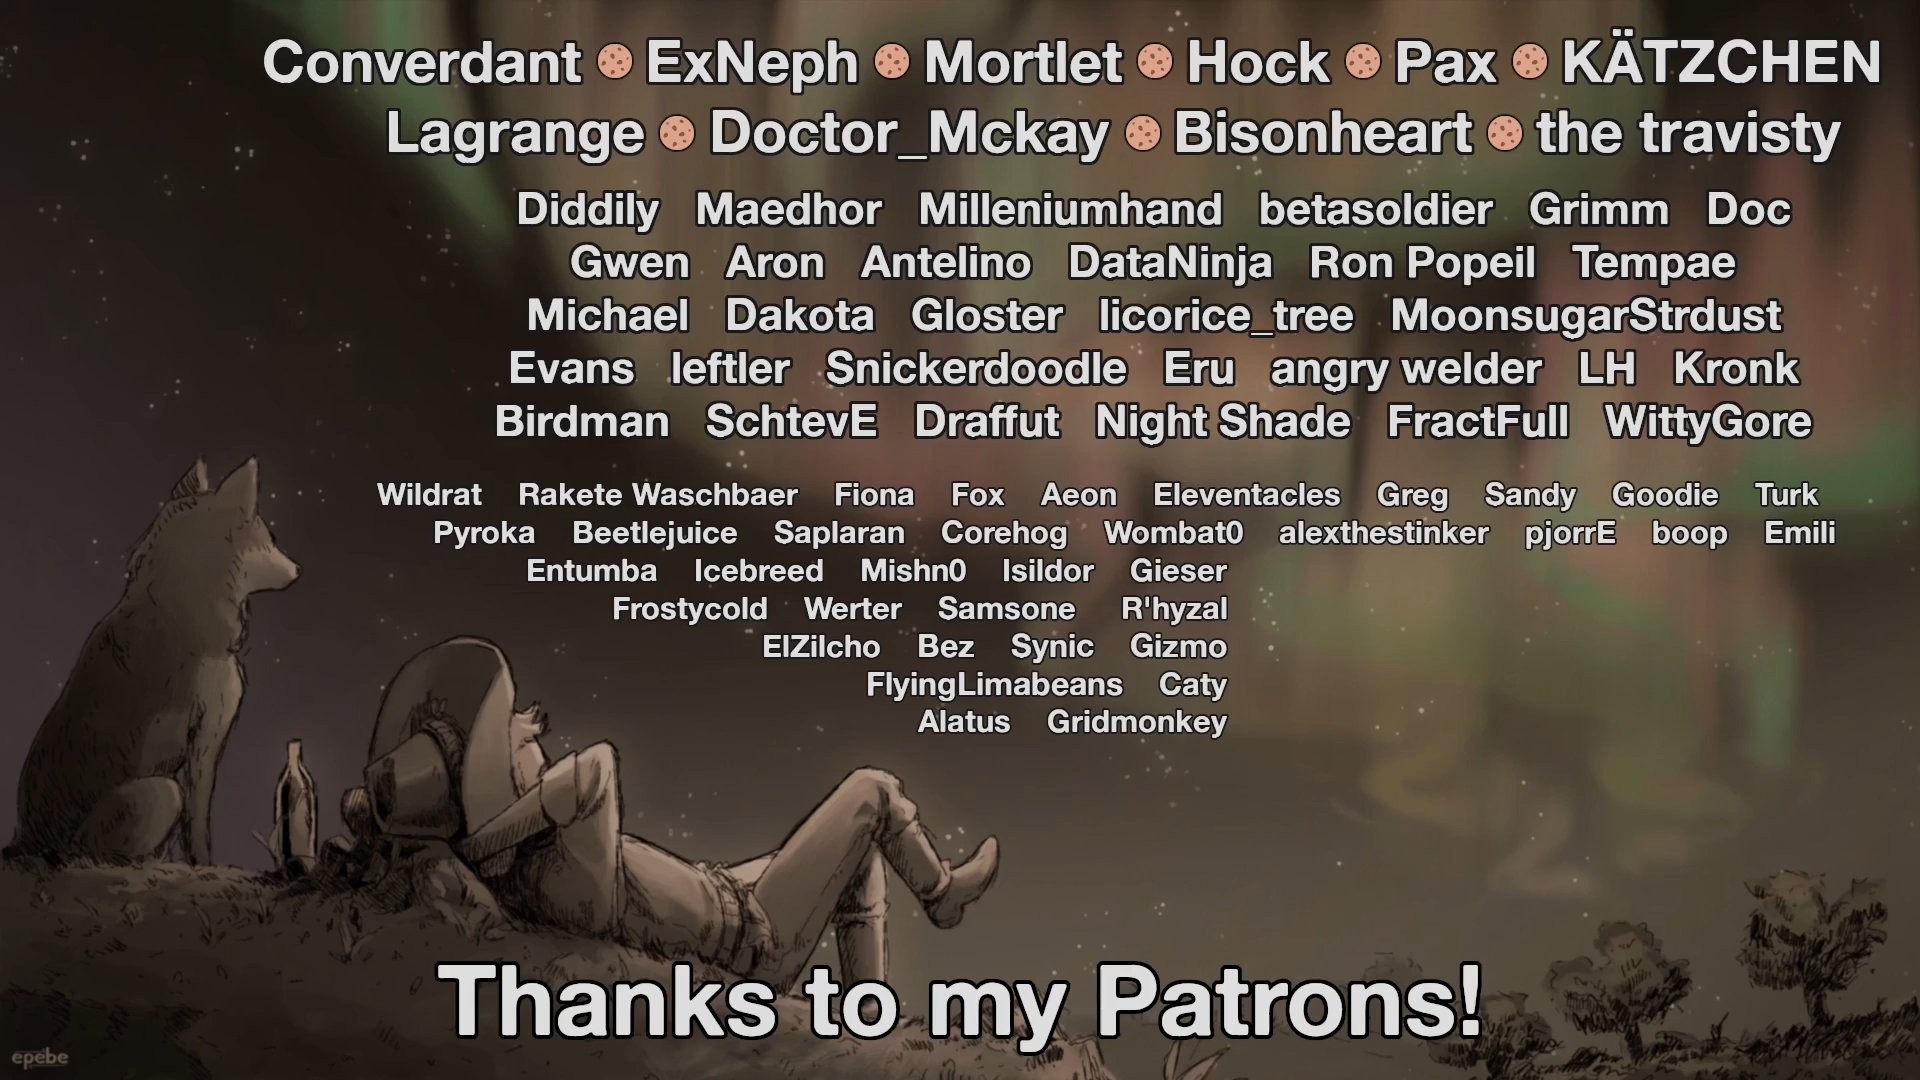 Converdant 🍪 ExNeph 🍪 Mortlet 🍪 Hock 🍪 Pax 🍪 KÄTZCHEN
Lagrange 🍪 Doctor_Mckay 🍪 Bisonheart 🍪 the travisty
Diddily Maedhor Milleniumhand betasoldier Grimm Doc
Gwen Aron Antelino DataNinja Ron Popeil Tempae
Michael Dakota Gloster licorice_tree MoonsugarStrdust
Evans leftler Snickerdoodle Eru angry welder LH Kronk
Birdman SchtevE Draffut Night Shade FractFull WittyGore
Wildrat Rakete Waschbaer Fiona Fox Aeon Eleventacles Greg Sandy Goodie Turk
Pyroka Beetlejuice Saplaran Corehog Wombat0 alexthestinker pjorrE boop Emili
Entumba Icebreed Mishn0 Isildor Gieser
Frostycold Werter Samsone R'hyzal
ElZilcho Bez Synic Gizmo
FlyingLimabeans Caty
Alatus Gridmonkey
Thanks to my Patrons!
epebe